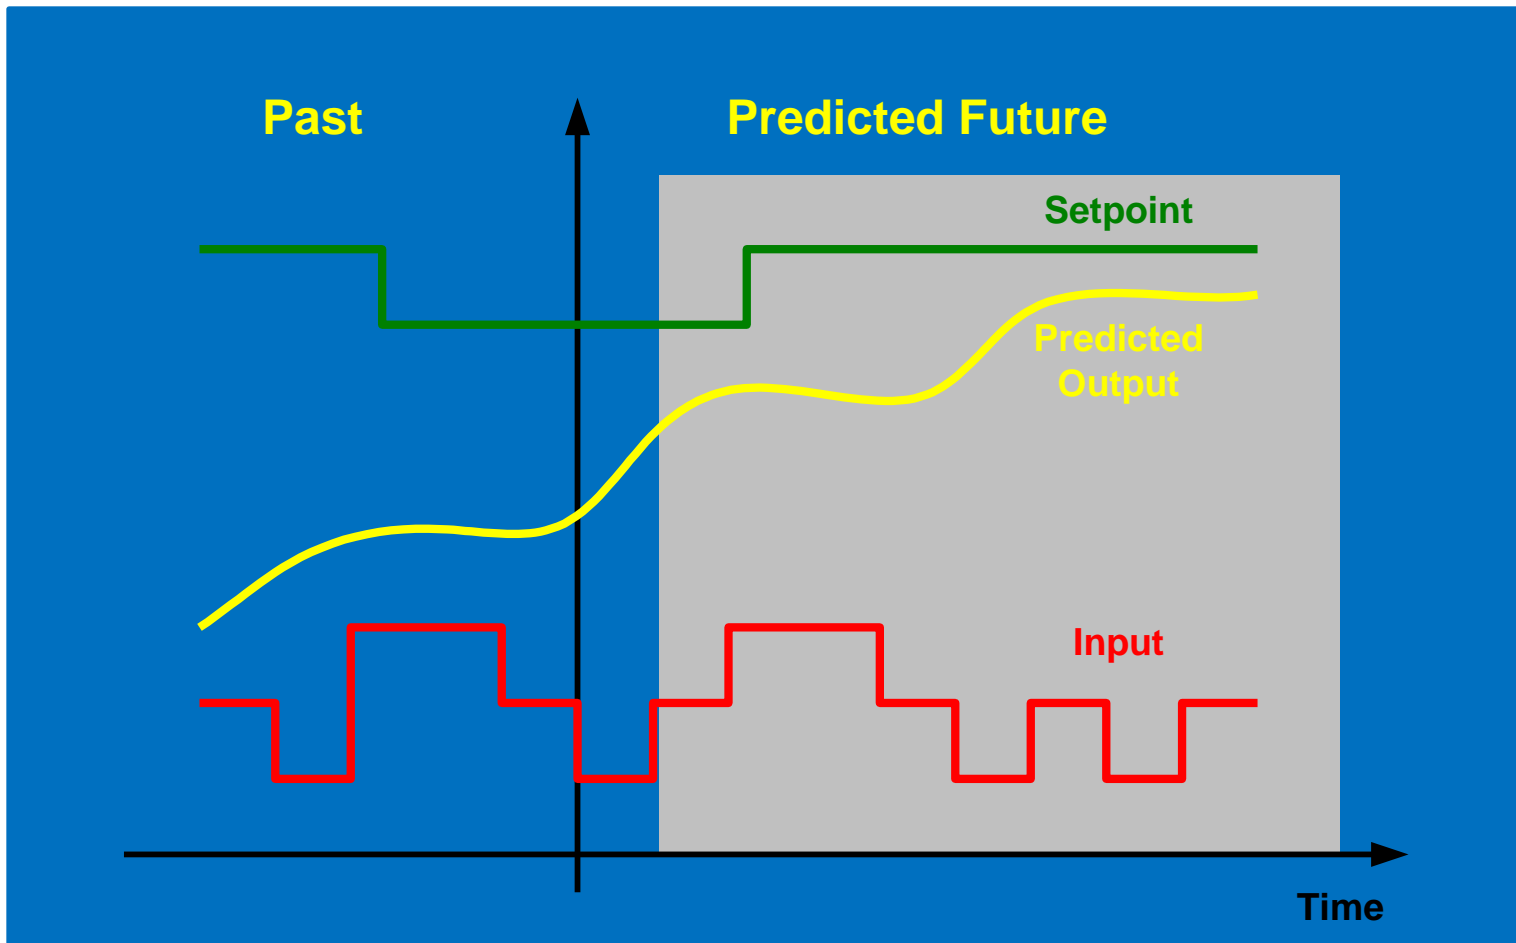 Past
Predicted Future
Setpoint
Predicted
Output
Input
Time